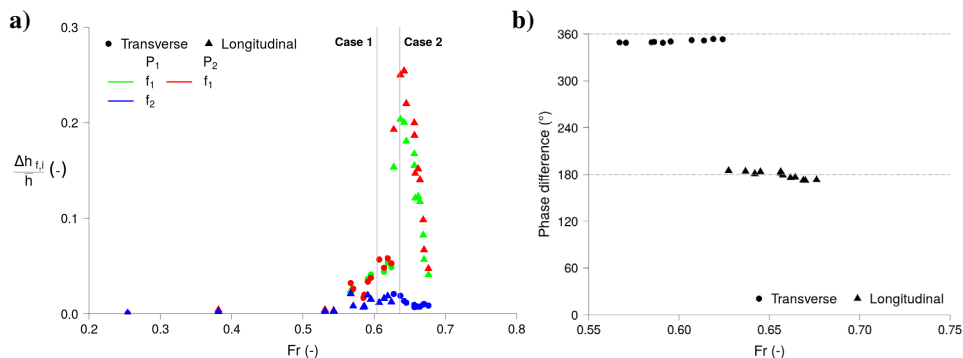 a)
0.3
0.2
0.1
0.0
Δh f,i
h̄ (-)
Transverse Longitudinal
P₁ P₂
f₁ f₁
f₂
Case 1 Case 2
0.2 0.3 0.4 0.5 0.6 0.7 0.8
Fr (-)
b)
360
300
240
180
120
60
0
Phase difference (°)
Transverse Longitudinal
0.55 0.60 0.65 0.70 0.75
Fr (-)